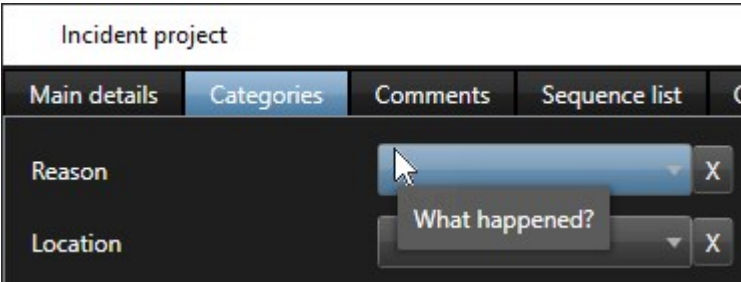 Incident project
Main details Categories Comments Sequence list
Reason X
What happened?
Location X